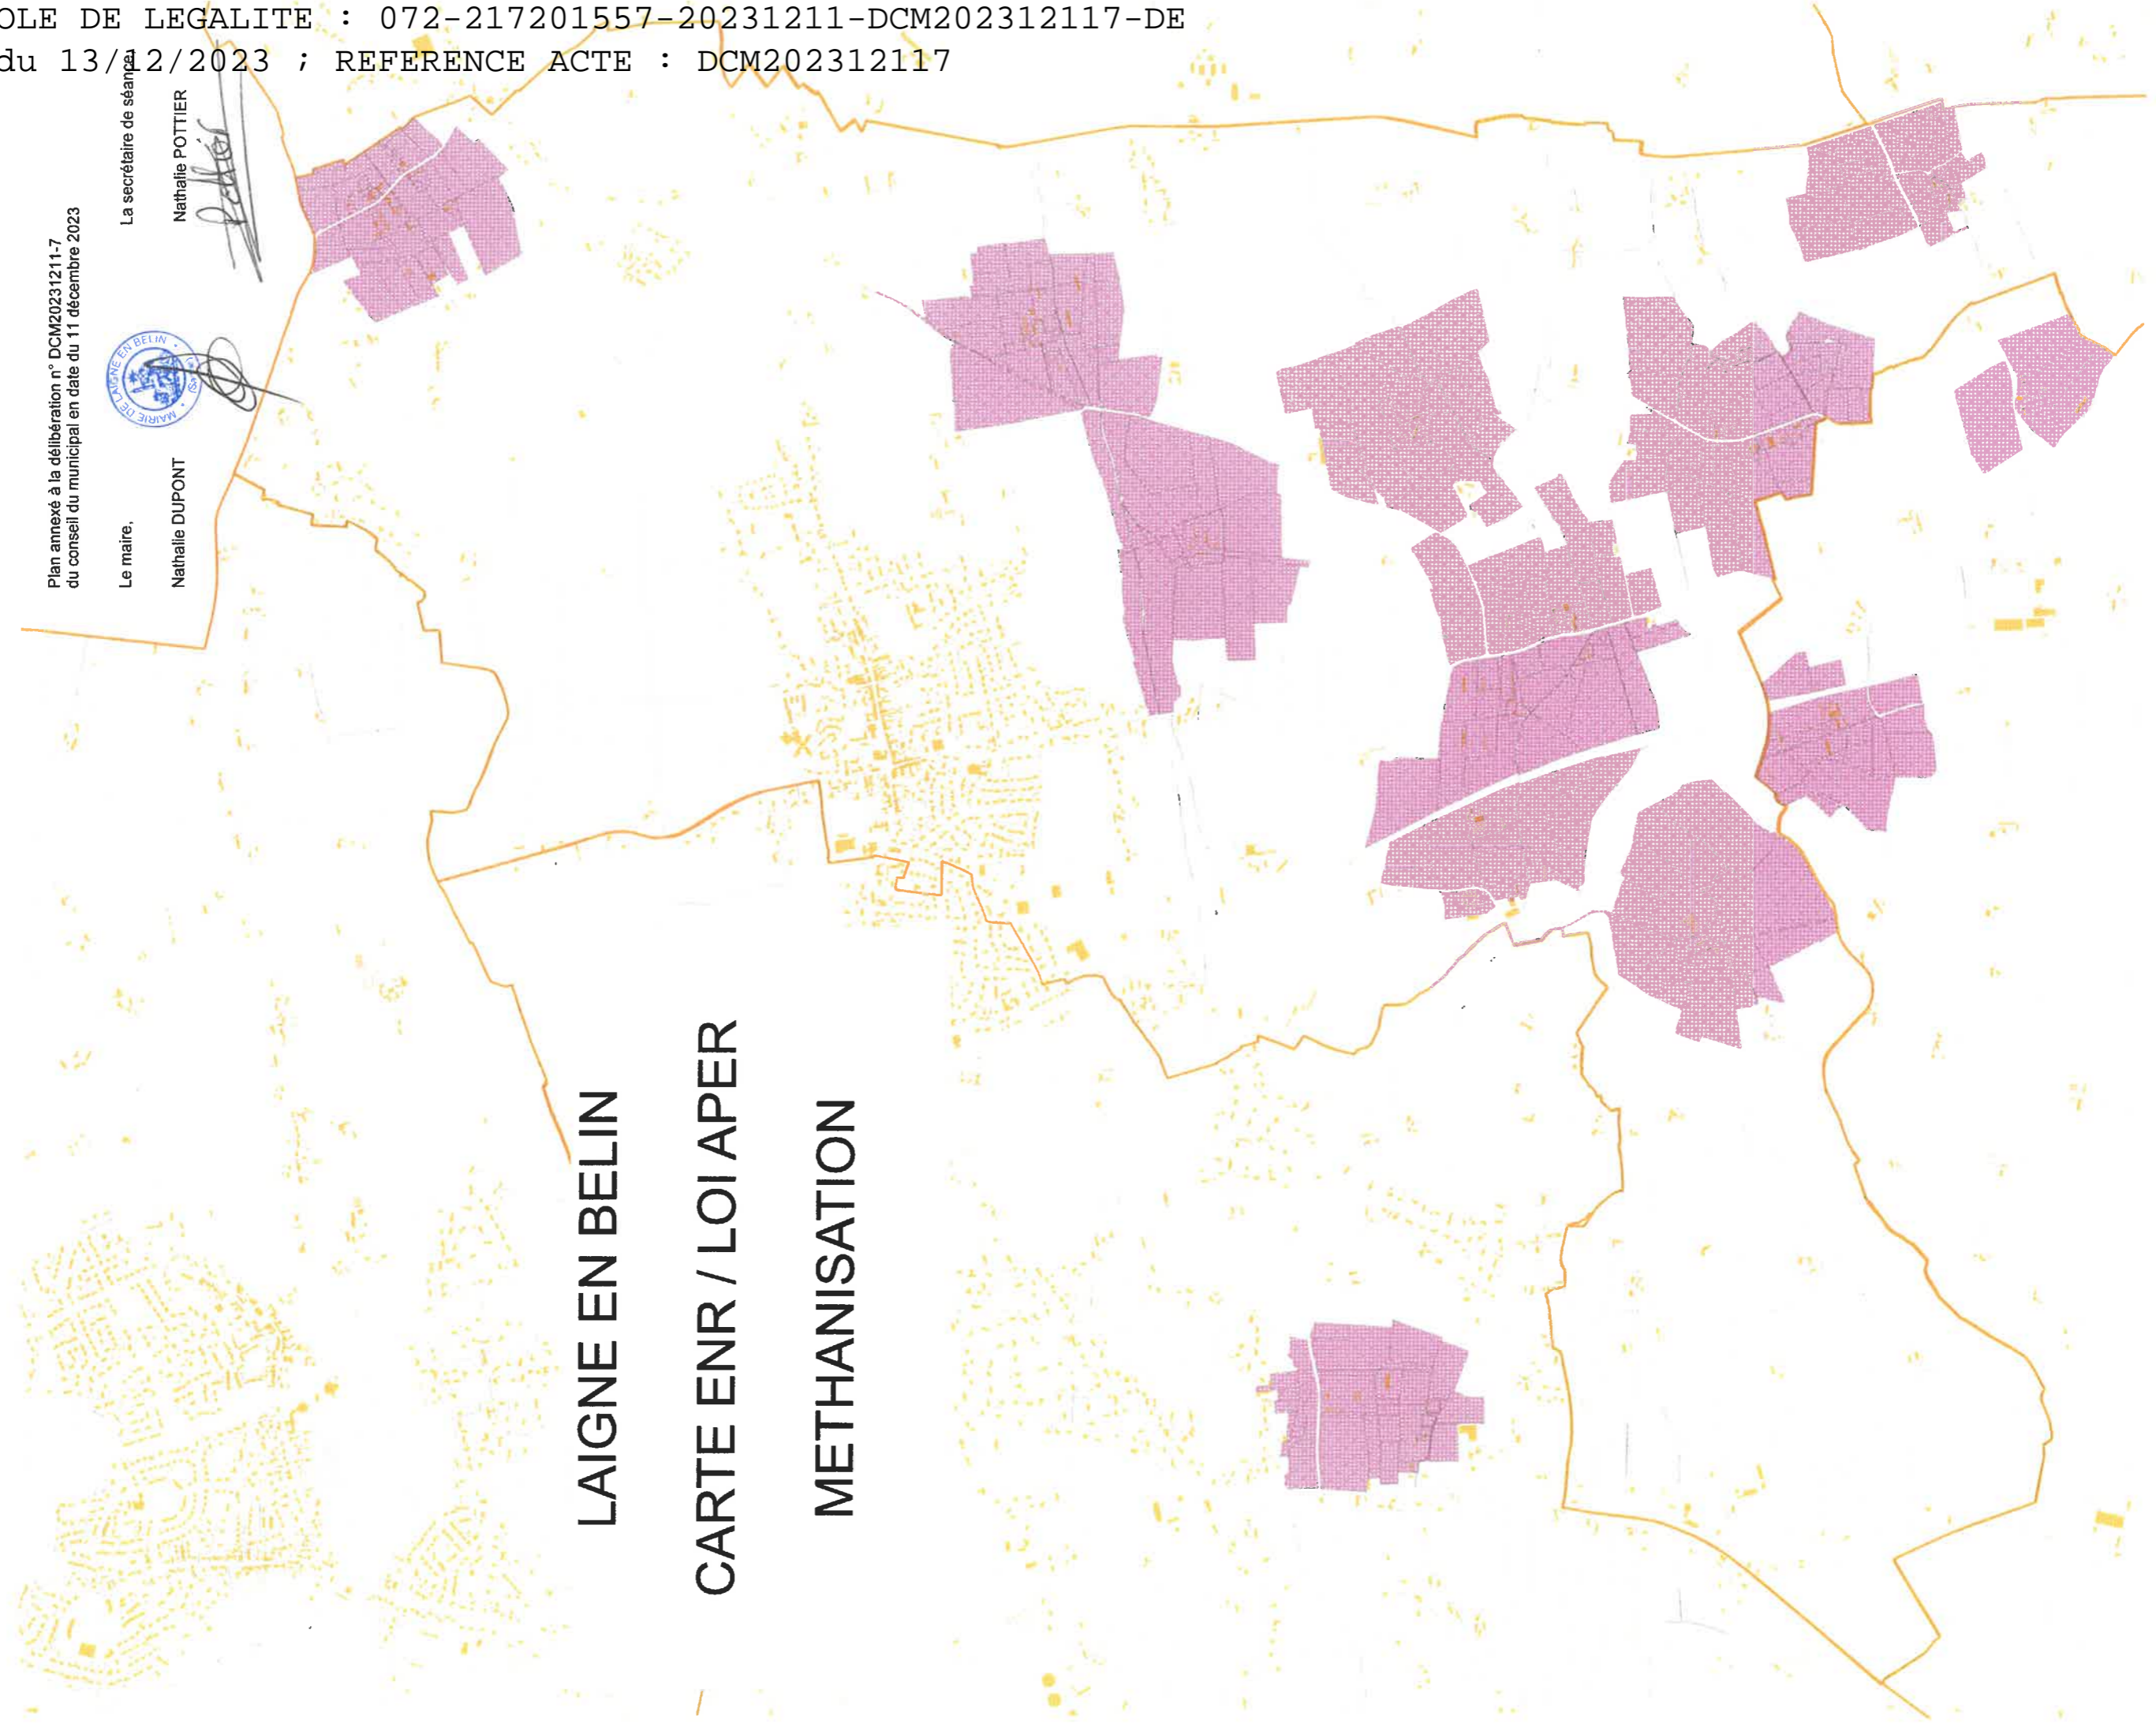 OLE DE LEGALITE : 072-217201557-20231211-DCM202312117-DE
du 13/12/2023 ; REFERENCE ACTE : DCM202312117
Plan annexé à la délibération n° DCM20231211-7
du conseil du municipal en date du 11 décembre 2023
Le maire,
La secrétaire de séance,
Nathalie DUPONT
Nathalie POTTIER
MAIRIE DE LAIGNE EN BELIN
LAIGNE EN BELIN
CARTE ENR / LOI APER
METHANISATION